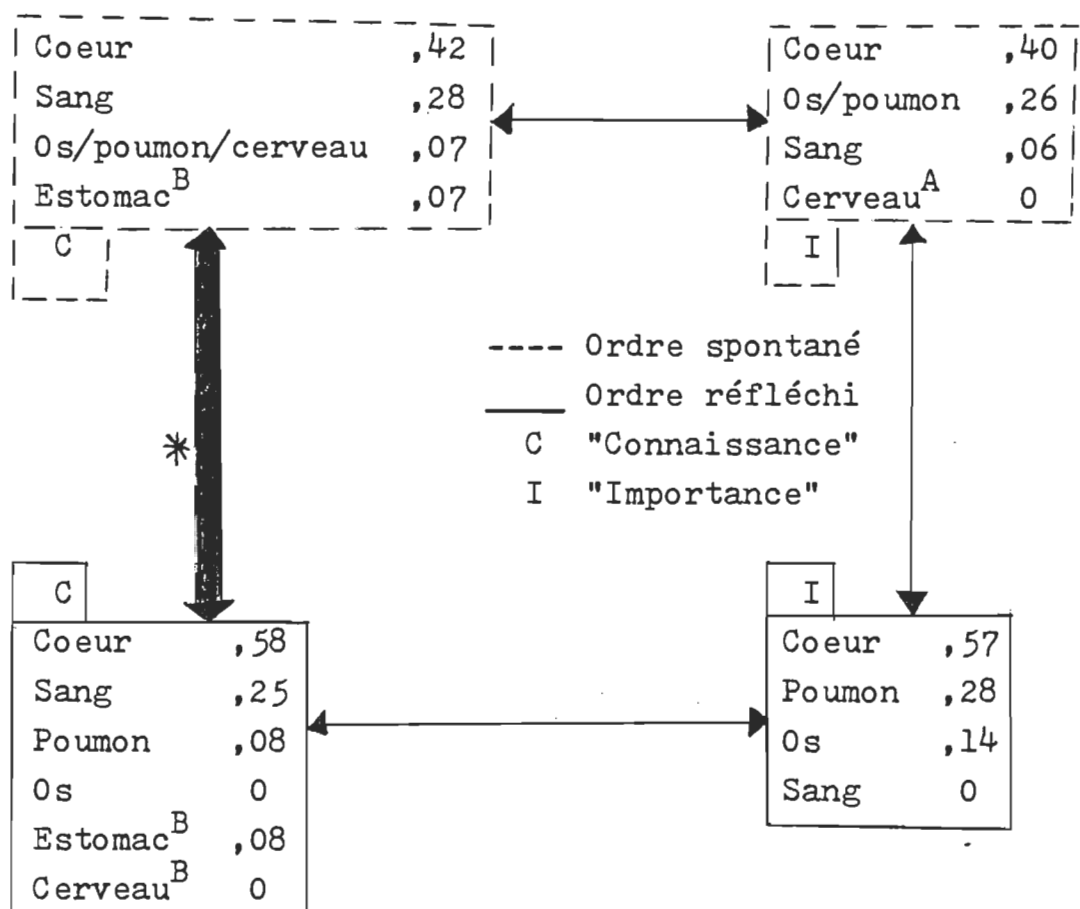 Coeur ,42
Sang ,28
Os/poumon/cerveau ,07
Estomac^B ,07
C
Coeur ,40
Os/poumon ,26
Sang ,06
Cerveau^A 0
I
---- Ordre spontané
____ Ordre réfléchi
C "Connaissance"
I "Importance"
*
C
Coeur ,58
Sang ,25
Poumon ,08
Os 0
Estomac^B ,08
Cerveau^B 0
I
Coeur ,57
Poumon ,28
Os ,14
Sang 0